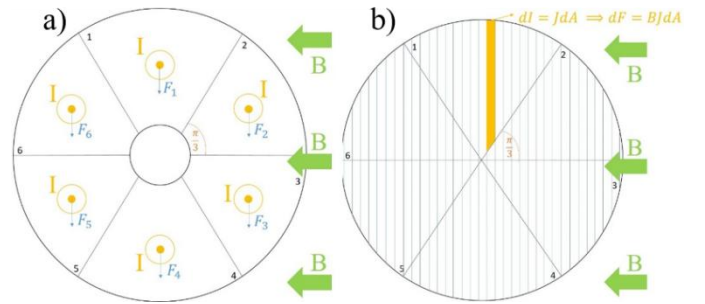 a)
1
2
3
4
5
6
I
F₁
I
F₂
I
F₃
I
F₄
I
F₅
I
F₆
π/3
B
B
B
b)
dI = JdA ⟹ dF = BJdA
1
2
3
4
5
6
π/3
B
B
B